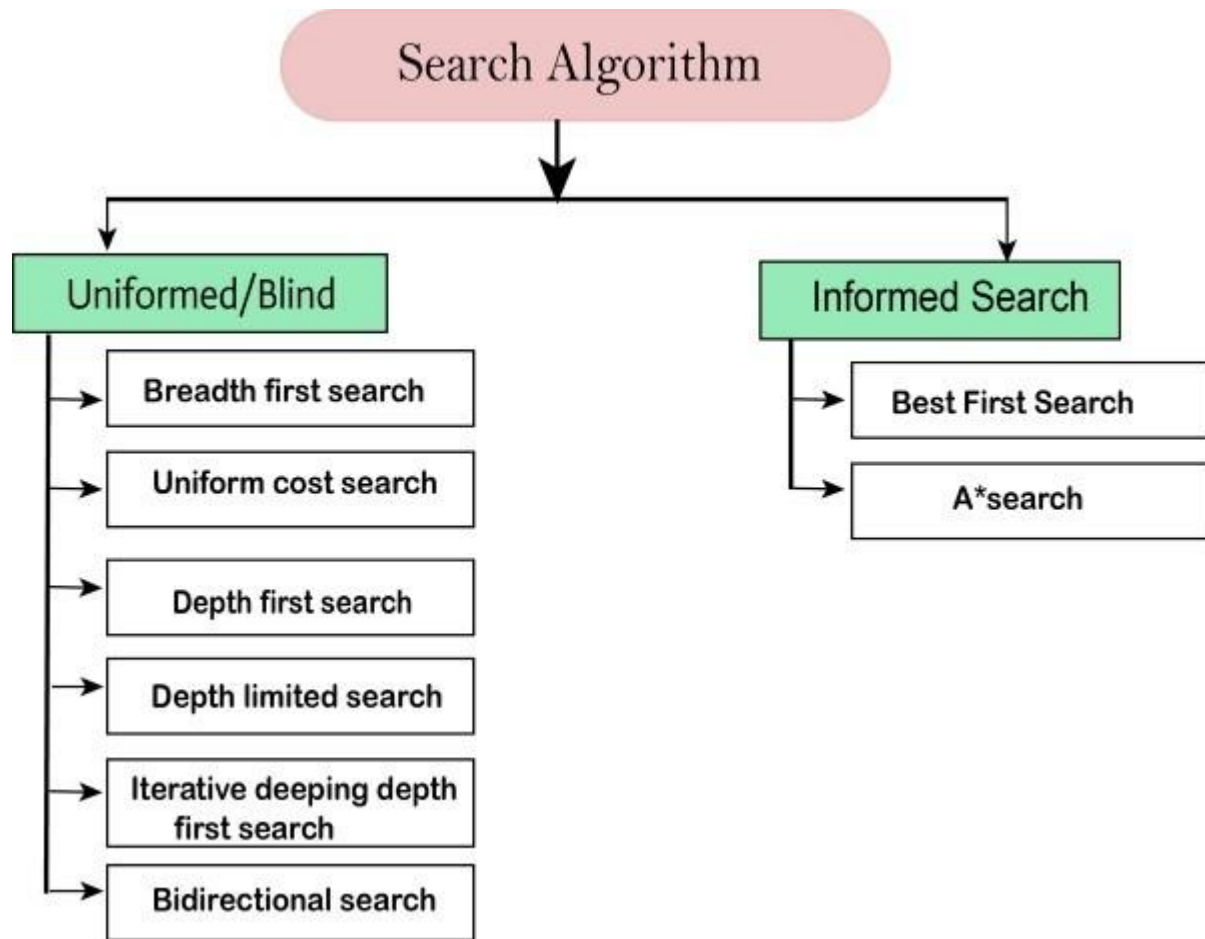 Search Algorithm
Uniformed/Blind
Breadth first search
Uniform cost search
Depth first search
Depth limited search
Iterative deeping depth
first search
Bidirectional search
Informed Search
Best First Search
A*search